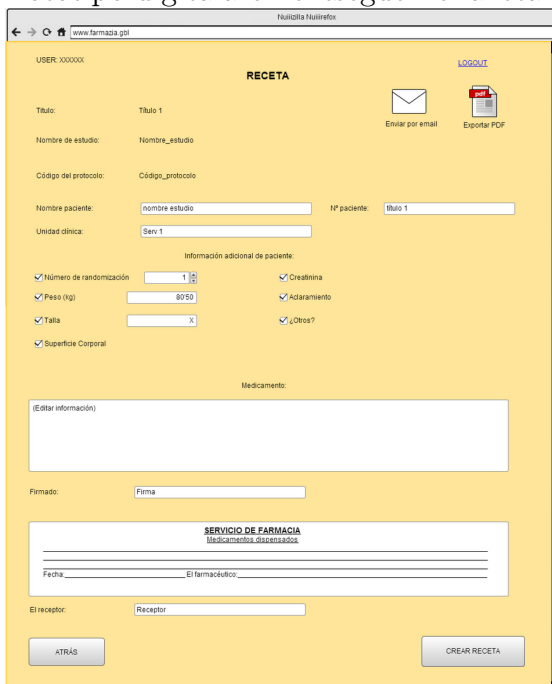 Nuiiizilla Nuiiirefox
www.farmazia.gbl
USER: XXXXXX
LOGOUT
RECETA
pdf
Título: Título 1
Enviar por email Exportar PDF
Nombre de estudio: Nombre_estudio
Código del protocolo: Código_protocolo
Nombre paciente: nombre estudio Nº paciente: título 1
Unidad clínica: Serv 1
Información adicional de paciente:
Número de randomización 1 Creatinina
Peso (kg) 80'50 Aclaramiento
Talla X ¿Otros?
Superficie Corporal
Medicamento:
(Editar información)
Firmado: Firma
SERVICIO DE FARMACIA
Medicamentos dispensados
Fecha: El farmacéutico:
El receptor: Receptor
ATRÁS CREAR RECETA